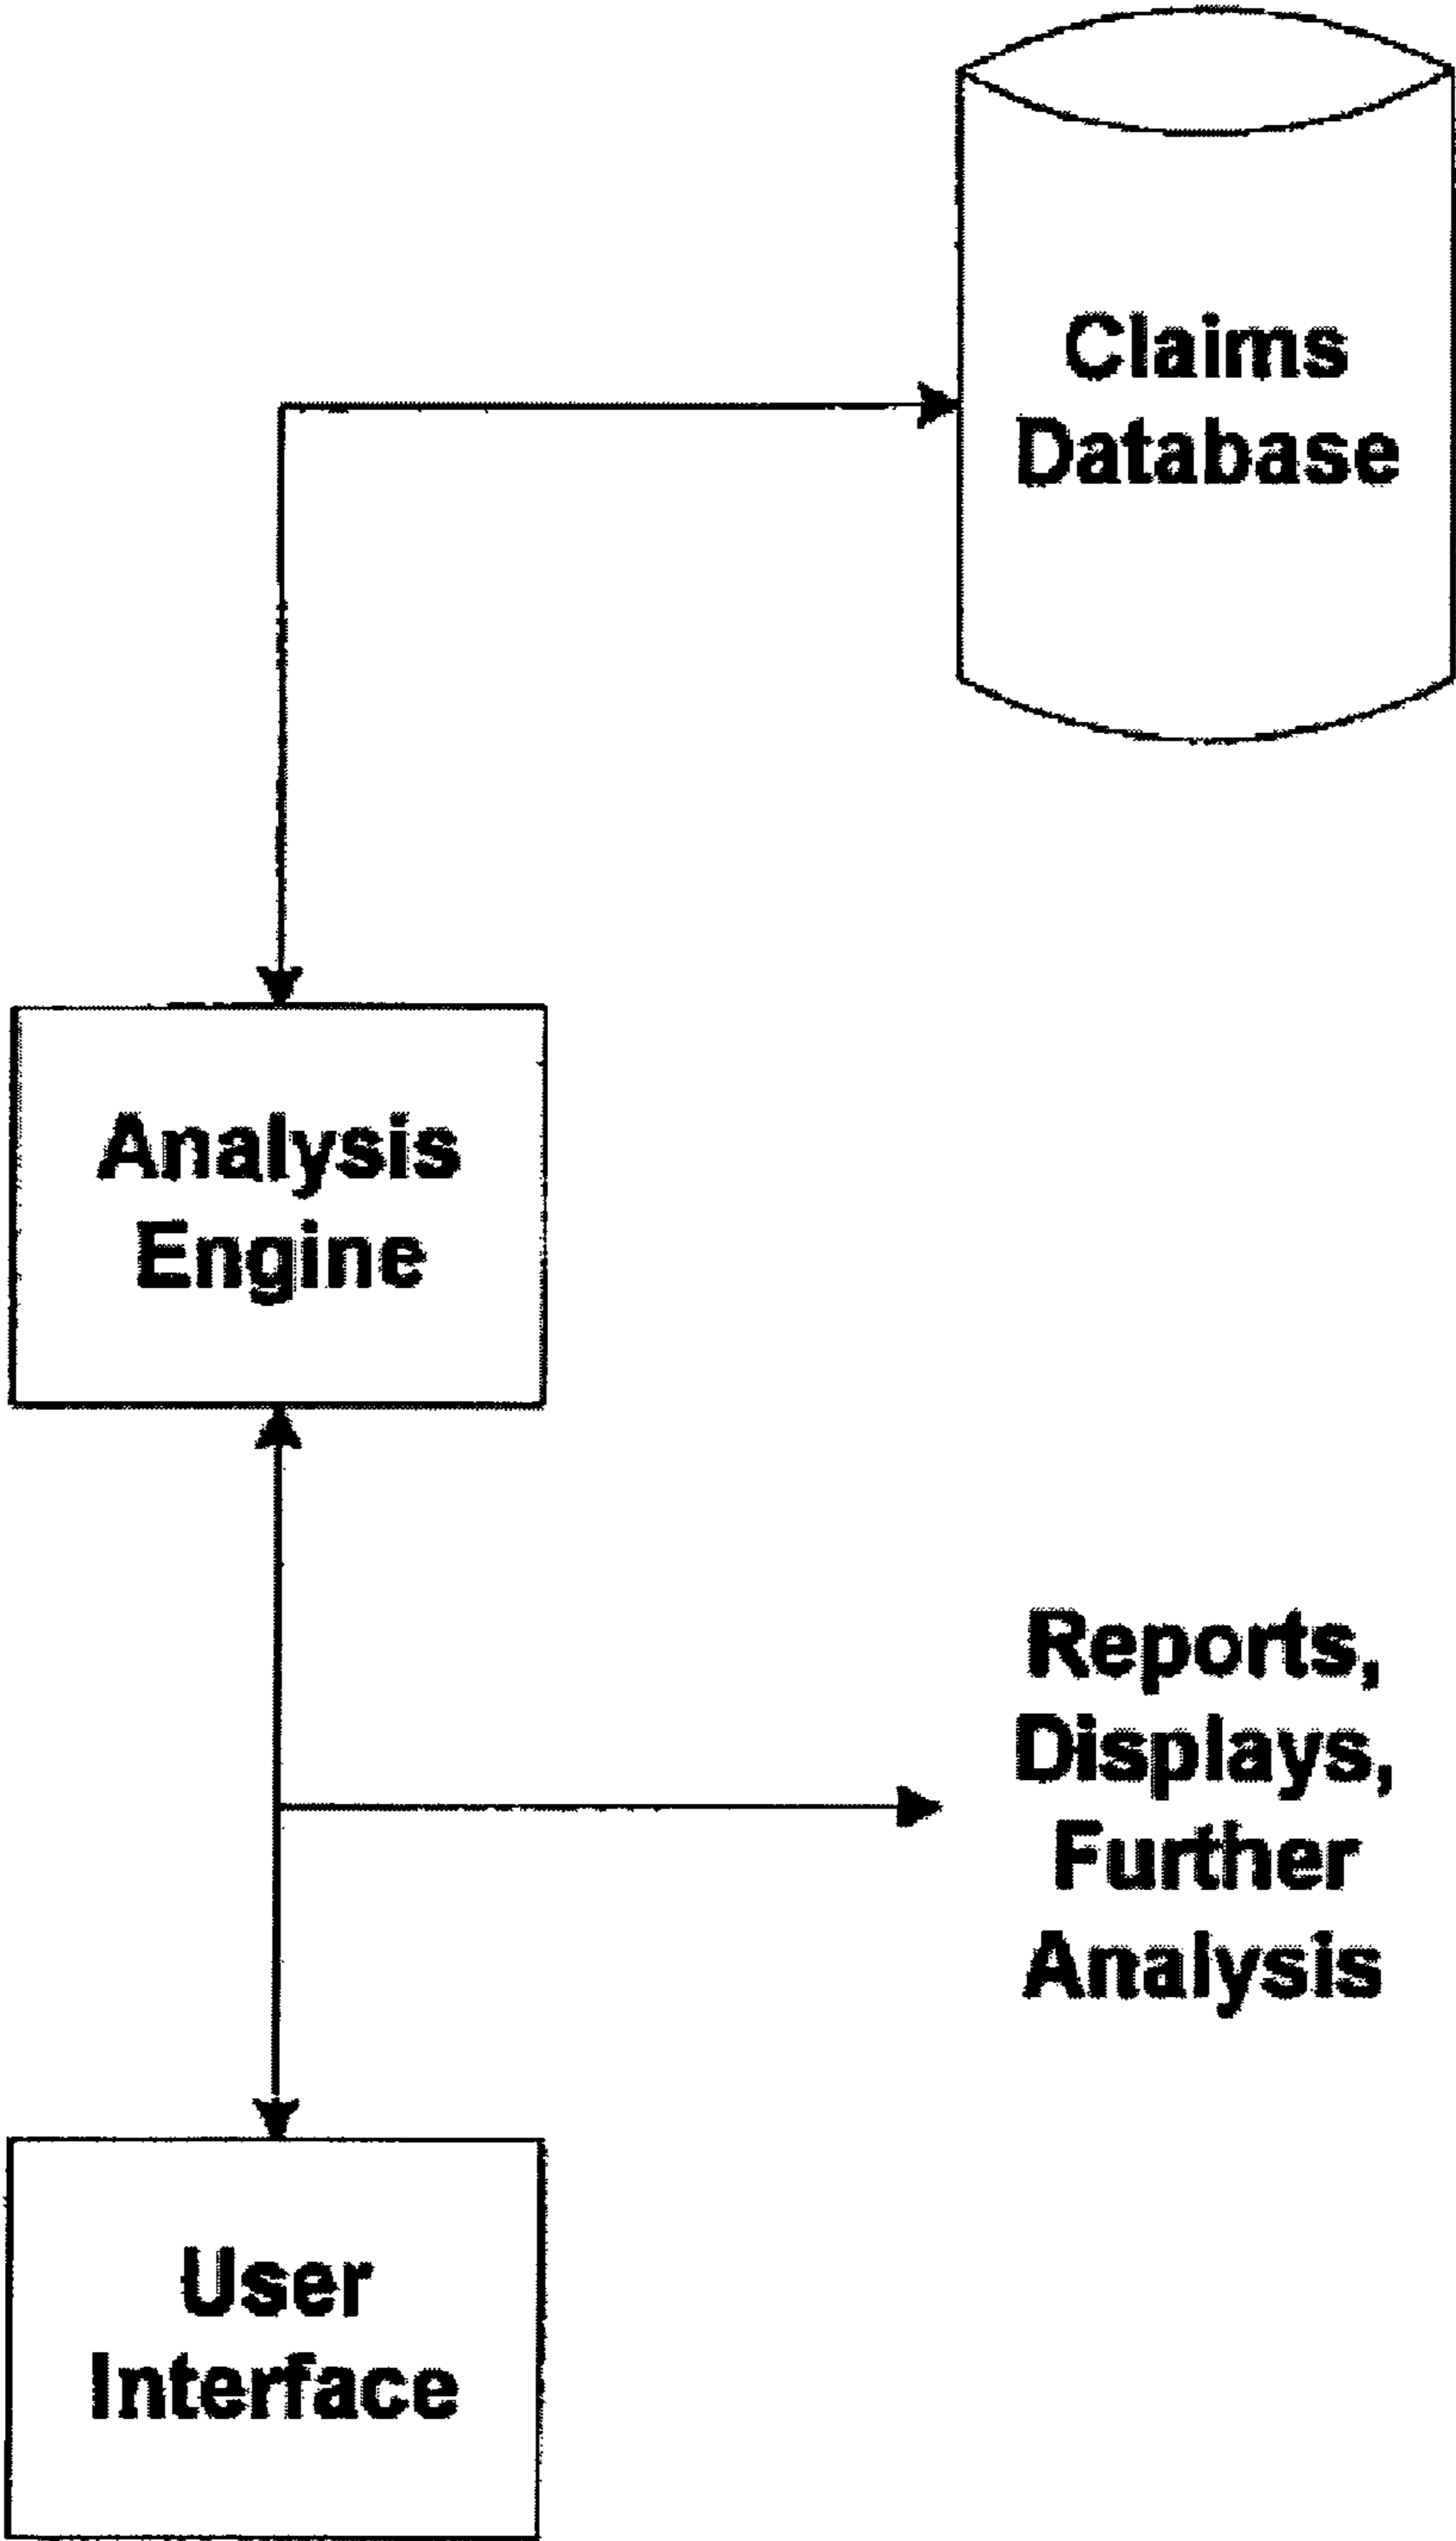 Claims
Database
Analysis
Engine
Reports,
Displays,
Further
Analysis
User
Interface